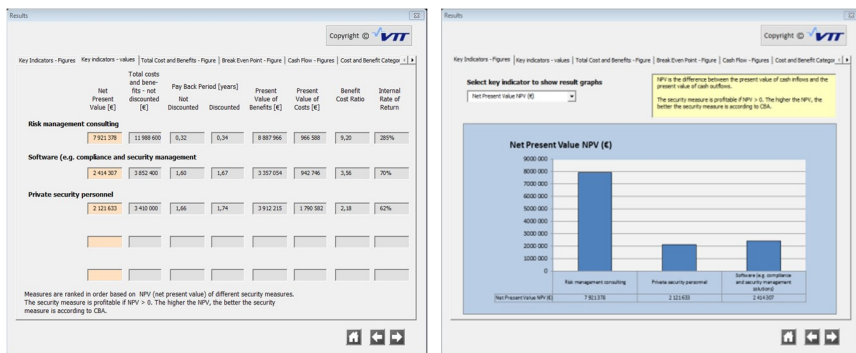 Results
Copyright © VTT
Key Indicators - Figures Key indicators - values Total Cost and Benefits - Figure Break Even Point - Figure Cash Flow - Figures Cost and Benefit Categor
Net Present Value [€]
Total costs and bene-fits - not discounted [€]
Pay Back Period [years]
Not Discounted
Discounted
Present Value of Benefits [€]
Present Value of Costs [€]
Benefit Cost Ratio
Internal Rate of Return
Risk management consulting
7 921 378 11 988 600 0,32 0,34 8 887 966 966 588 9,20 285%
Software (e.g. compliance and security management
2 414 307 3 852 400 1,60 1,67 3 357 054 942 746 3,56 70%
Private security personnel
2 121 633 3 410 000 1,66 1,74 3 912 215 1 790 582 2,18 62%
Measures are ranked in order based on NPV (net present value) of different security measures.
The security measure is profitable if NPV > 0. The higher the NPV, the better the security
measure is according to CBA.
Results
Copyright © VTT
Key Indicators - Figures Key indicators - values Total Cost and Benefits - Figure Break Even Point - Figure Cash Flow - Figures Cost and Benefit Categor
Select key indicator to show result graphs
Net Present Value NPV (€)
NPV is the difference between the present value of cash inflows and the
present value of cash outflows.
The security measure is profitable if NPV > 0. The higher the NPV, the
better the security measure is according to CBA.
Net Present Value NPV (€)
9000 000
8000 000
7000 000
6000 000
5000 000
4000 000
3000 000
2000 000
1000 000
0
Risk management consulting
Private security personnel
Software (e.g. compliance
and security management
solutions)
Net Present Value NPV (€) 7 921 378 2 121 633 2 414 307